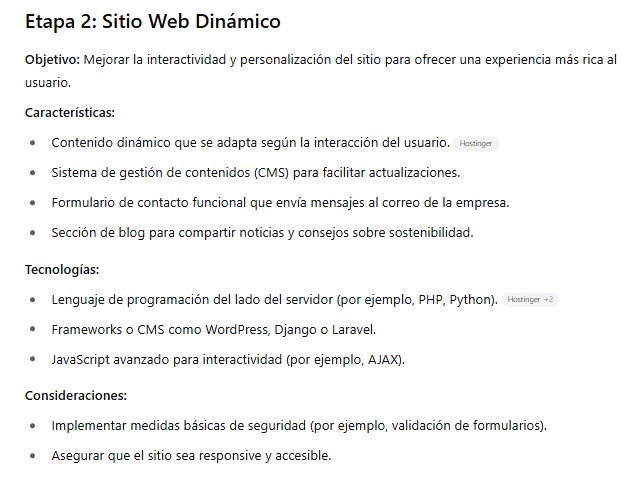 Etapa 2: Sitio Web Dinámico
Objetivo: Mejorar la interactividad y personalización del sitio para ofrecer una experiencia más rica al
usuario.
Características:
• Contenido dinámico que se adapta según la interacción del usuario. Hostinger
• Sistema de gestión de contenidos (CMS) para facilitar actualizaciones.
• Formulario de contacto funcional que envía mensajes al correo de la empresa.
• Sección de blog para compartir noticias y consejos sobre sostenibilidad.
Tecnologías:
• Lenguaje de programación del lado del servidor (por ejemplo, PHP, Python). Hostinger +2
• Frameworks o CMS como WordPress, Django o Laravel.
• JavaScript avanzado para interactividad (por ejemplo, AJAX).
Consideraciones:
• Implementar medidas básicas de seguridad (por ejemplo, validación de formularios).
• Asegurar que el sitio sea responsive y accesible.